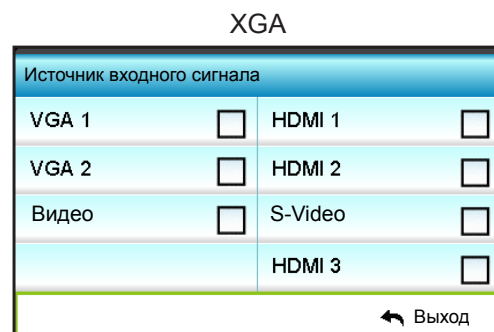 XGA
Источник входного сигнала
VGA 1 HDMI 1
VGA 2 HDMI 2
Видео S-Video
HDMI 3
Выход